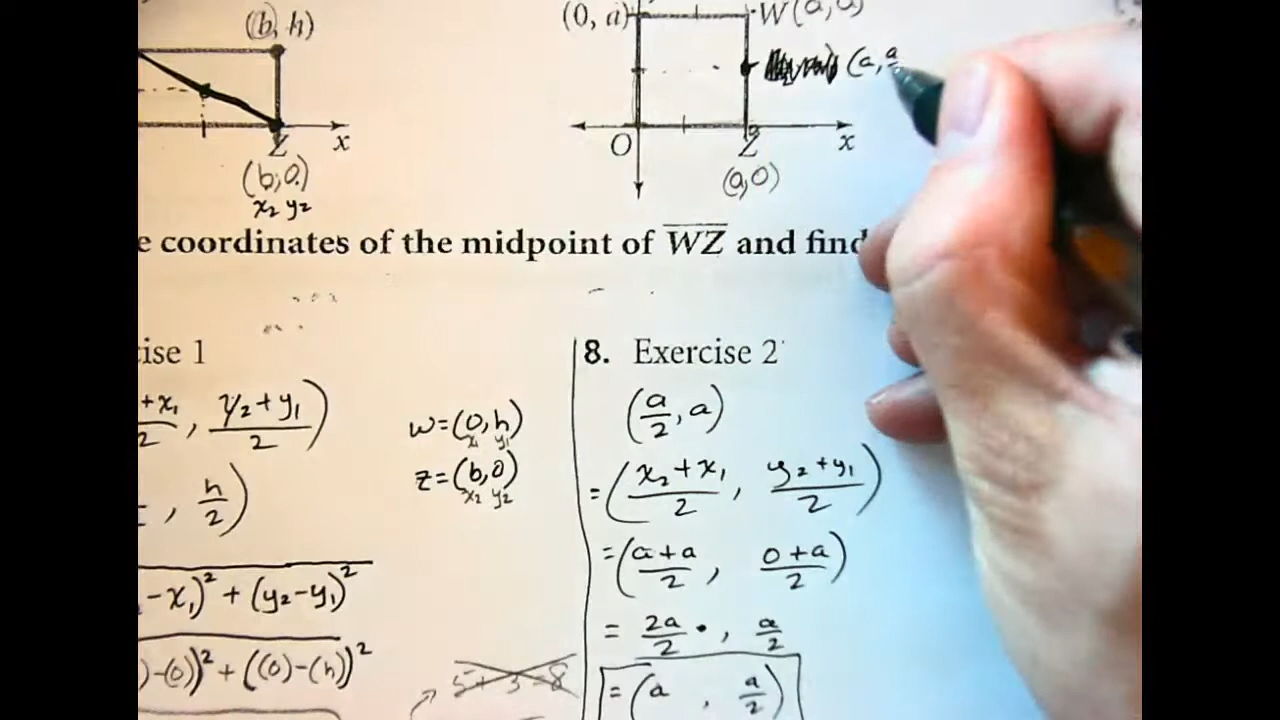 (b, h)
(0, a)
W(a, a)
(a, a
O
Z
x
Z
x
(b, 0)
x₂ y₂
(a, 0)
e coordinates of the midpoint of WZ and find
cise 1
8. Exercise 2
+ x₁
2 , y₂ + y₁
2 )
w = (0, h)
x₁ y₁
z = (b, 0)
x₂ y₂
, h/2 )
(a/2, a)
= (x₂ + x₁ / 2 , y₂ + y₁ / 2)
= (a + a / 2 , 0 + a / 2)
= 2a/2 , a/2
= (a , a/2)
- x₁)² + (y₂ - y₁)²
) - (0))² + ((0) - (h))²